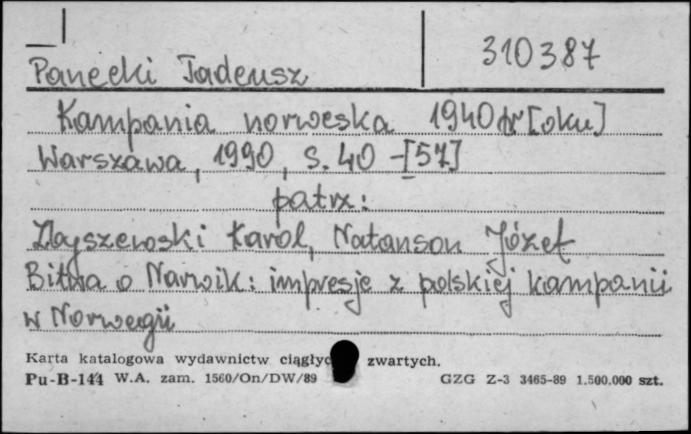 310387
Panecki Tadeusz
Kampania norweska 1940 r[oku]
Warszawa, 1990, S. 40 -[57]
patrz:
Zbyszewski Karol, Natanson Józef
Bitwa o Narwik: impresje z polskiej kampanii
w Norwegii
Karta katalogowa wydawnictw ciągłyc zwartych.
Pu-B-144 W.A. zam. 1560/On/DW/89 GZG Z-3 3465-89 1.500.000 szt.